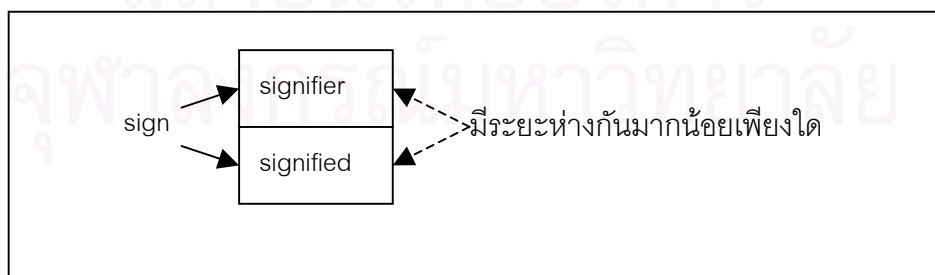 จุฬาลงกรณ์มหาวิทยาลัย
signifier
sign
มีระยะห่างกันมากน้อยเพียงใด
signified